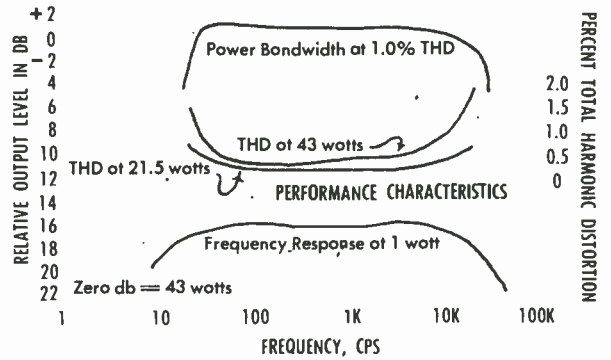 RELATIVE OUTPUT LEVEL IN DB
+2
0
−2
4
6
8
10
12
14
16
18
20
22
Power Bandwidth at 1.0% THD
THD at 43 watts
THD at 21.5 watts
PERFORMANCE CHARACTERISTICS
Frequency Response at 1 watt
Zero db = 43 watts
2.0
1.5
1.0
0.5
0
PERCENT TOTAL HARMONIC DISTORTION
1 10 100 1K 10K 100K
FREQUENCY, CPS